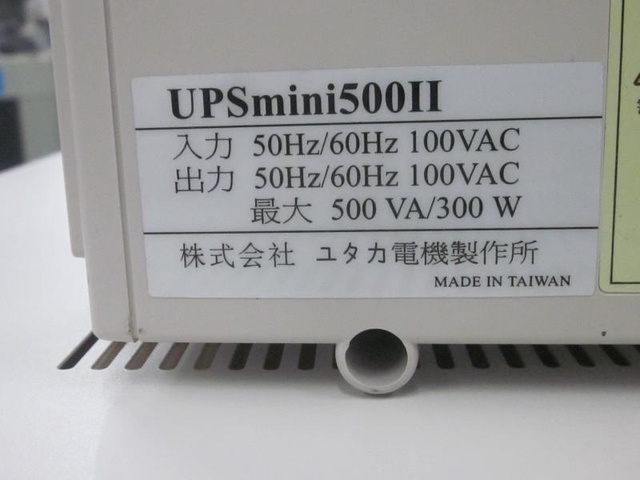 UPSmini500II
入力 50Hz/60Hz 100VAC
出力 50Hz/60Hz 100VAC
最大 500 VA/300 W
株式会社 ユタカ電機製作所
MADE IN TAIWAN